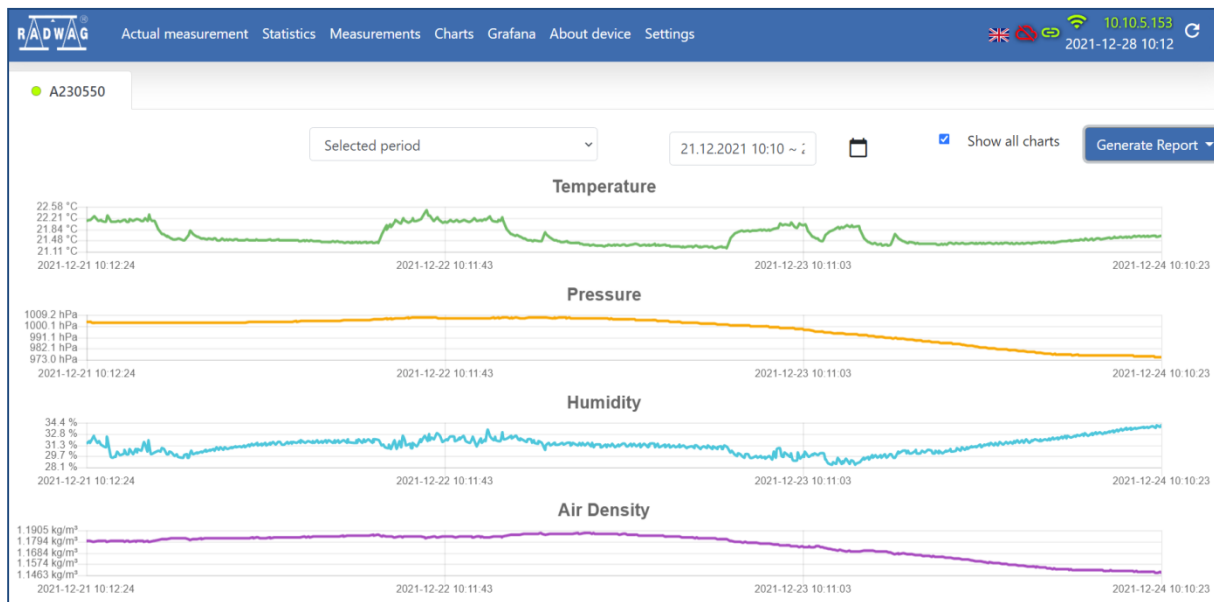 RADWAG® Actual measurement Statistics Measurements Charts Grafana About device Settings 10.10.5.153
2021-12-28 10:12
A230550
Selected period 21.12.2021 10:10 ~ 2 Show all charts Generate Report
Temperature
22.58 °C
22.21 °C
21.84 °C
21.48 °C
21.11 °C
2021-12-21 10:12:24 2021-12-22 10:11:43 2021-12-23 10:11:03 2021-12-24 10:10:23
Pressure
1009.2 hPa
1000.1 hPa
991.1 hPa
982.1 hPa
973.0 hPa
2021-12-21 10:12:24 2021-12-22 10:11:43 2021-12-23 10:11:03 2021-12-24 10:10:23
Humidity
34.4 %
32.8 %
31.3 %
29.7 %
28.1 %
2021-12-21 10:12:24 2021-12-22 10:11:43 2021-12-23 10:11:03 2021-12-24 10:10:23
Air Density
1.1905 kg/m³
1.1794 kg/m³
1.1684 kg/m³
1.1574 kg/m³
1.1463 kg/m³
2021-12-21 10:12:24 2021-12-22 10:11:43 2021-12-23 10:11:03 2021-12-24 10:10:23